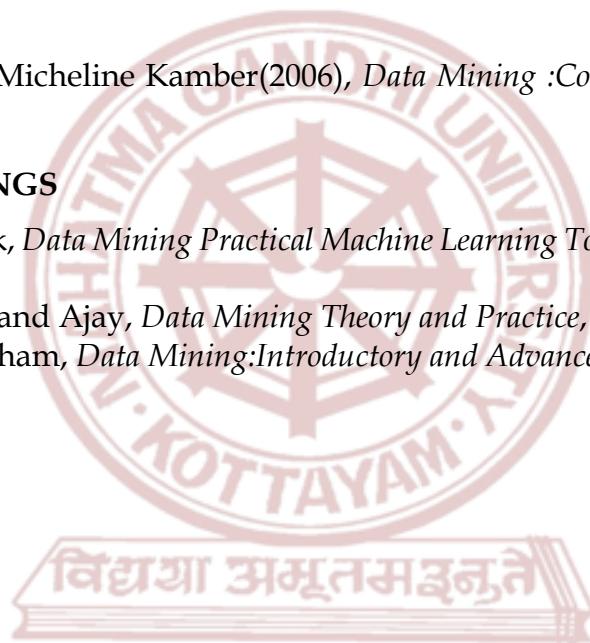 Micheline Kamber(2006), Data Mining :Co
NGS
k, Data Mining Practical Machine Learning To
and Ajay, Data Mining Theory and Practice,
ham, Data Mining:Introductory and Advance
MAHATMA GANDHI UNIVERSITY
KOTTAYAM
विद्यया अमृतमश्नुते